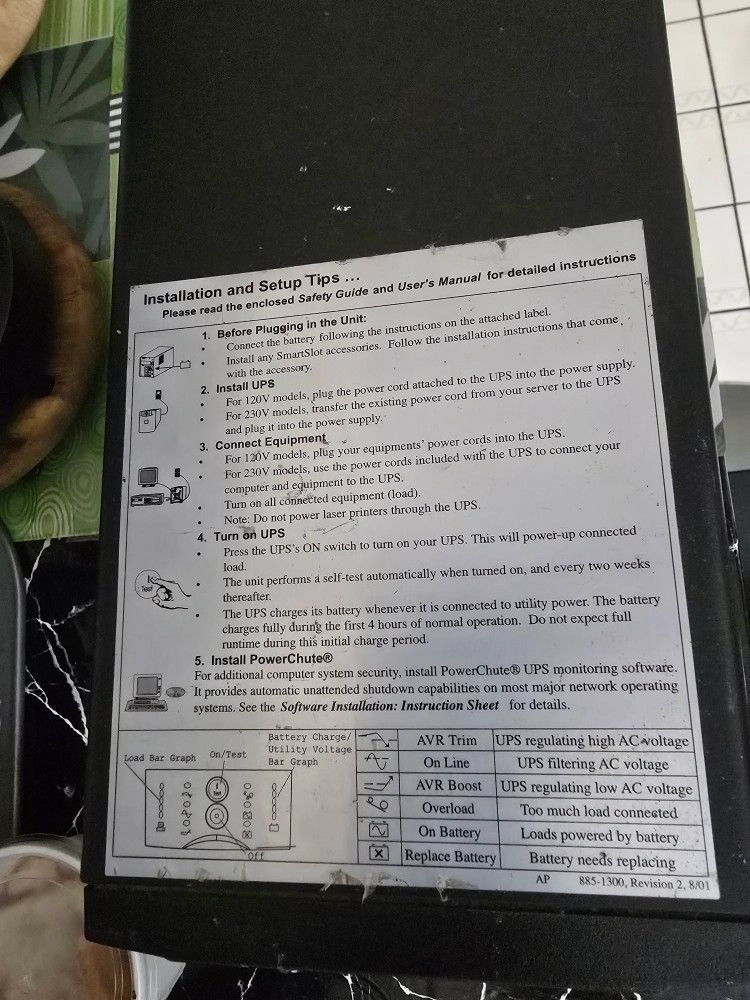 Installation and Setup Tips ...
Please read the enclosed Safety Guide and User's Manual for detailed instructions
1. Before Plugging in the Unit:
• Connect the battery following the instructions on the attached label.
• Install any SmartSlot accessories. Follow the installation instructions that come
with the accessory.
2. Install UPS
• For 120V models, plug the power cord attached to the UPS into the power supply.
• For 230V models, transfer the existing power cord from your server to the UPS
and plug it into the power supply.
3. Connect Equipment
• For 120V models, plug your equipments' power cords into the UPS.
• For 230V models, use the power cords included with the UPS to connect your
computer and equipment to the UPS.
• Turn on all connected equipment (load).
• Note: Do not power laser printers through the UPS.
4. Turn on UPS
• Press the UPS's ON switch to turn on your UPS. This will power-up connected
load.
• The unit performs a self-test automatically when turned on, and every two weeks
thereafter.
• The UPS charges its battery whenever it is connected to utility power. The battery
charges fully during the first 4 hours of normal operation. Do not expect full
runtime during this initial charge period.
Test
5. Install PowerChute®
For additional computer system security, install PowerChute® UPS monitoring software.
It provides automatic unattended shutdown capabilities on most major network operating
systems. See the Software Installation: Instruction Sheet for details.
Load Bar Graph
On/Test
Battery Charge/
Utility Voltage
Bar Graph
Test
Off
AVR Trim UPS regulating high AC voltage
On Line UPS filtering AC voltage
AVR Boost UPS regulating low AC voltage
Overload Too much load connected
On Battery Loads powered by battery
Replace Battery Battery needs replacing
AP 885-1300, Revision 2, 8/01